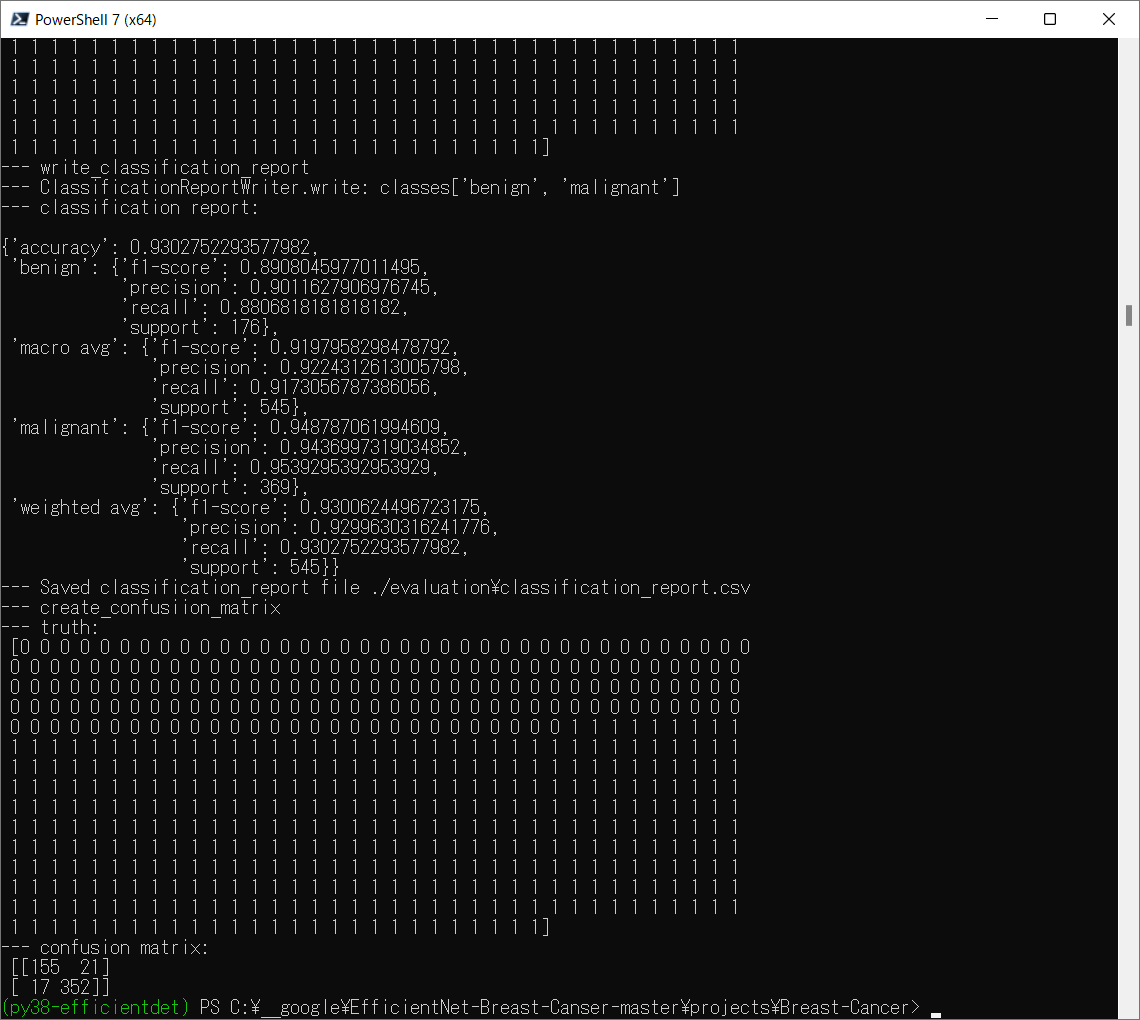 1 1 1 1 1 1 1 1 1 1 1 1 1 1 1 1 1 1 1 1 1 1 1 1 1 1 1 1 1 1 1 1 1 1 1 1 1
PowerShell 7 (x64)
1 1 1 1 1 1 1 1 1 1 1 1 1 1 1 1 1 1 1 1 1 1 1 1 1 1 1 1 1 1 1 1 1 1 1 1 1
1 1 1 1 1 1 1 1 1 1 1 1 1 1 1 1 1 1 1 1 1 1 1 1 1 1 1 1 1 1 1 1 1 1 1 1 1
1 1 1 1 1 1 1 1 1 1 1 1 1 1 1 1 1 1 1 1 1 1 1 1 1 1 1 1 1 1 1 1 1 1 1 1 1
1 1 1 1 1 1 1 1 1 1 1 1 1 1 1 1 1 1 1 1 1 1 1 1 1 1 1 1 1 1 1 1 1 1 1 1 1
1 1 1 1 1 1 1 1 1 1 1 1 1 1 1 1 1 1 1 1 1 1 1 1 1 1 1]
--- write_classification_report
--- ClassificationReportWriter.write: classes['benign', 'malignant']
--- classification report:
{'accuracy': 0.9302752293577982,
'benign': {'f1-score': 0.8908045977011495,
'precision': 0.9011627906976745,
'recall': 0.8806818181818182,
'support': 176},
'macro avg': {'f1-score': 0.9197958298478792,
'precision': 0.9224312613005798,
'recall': 0.9173056787386056,
'support': 545},
'malignant': {'f1-score': 0.948787061994609,
'precision': 0.9436997319034852,
'recall': 0.9539295392953929,
'support': 369},
'weighted avg': {'f1-score': 0.9300624496723175,
'precision': 0.9299630316241776,
'recall': 0.9302752293577982,
'support': 545}}
--- Saved classification_report file ./evaluation¥classification_report.csv
--- create_confusiion_matrix
--- truth:
[0 0 0 0 0 0 0 0 0 0 0 0 0 0 0 0 0 0 0 0 0 0 0 0 0 0 0 0 0 0 0 0 0 0 0 0 0
0 0 0 0 0 0 0 0 0 0 0 0 0 0 0 0 0 0 0 0 0 0 0 0 0 0 0 0 0 0 0 0 0 0 0 0 0
0 0 0 0 0 0 0 0 0 0 0 0 0 0 0 0 0 0 0 0 0 0 0 0 0 0 0 0 0 0 0 0 0 0 0 0 0
0 0 0 0 0 0 0 0 0 0 0 0 0 0 0 0 0 0 0 0 0 0 0 0 0 0 0 0 0 0 0 0 0 0 0 0 0
0 0 0 0 0 0 0 0 0 0 0 0 0 0 0 0 0 0 0 0 0 0 0 0 0 0 0 0 1 1 1 1 1 1 1 1 1
1 1 1 1 1 1 1 1 1 1 1 1 1 1 1 1 1 1 1 1 1 1 1 1 1 1 1 1 1 1 1 1 1 1 1 1 1
1 1 1 1 1 1 1 1 1 1 1 1 1 1 1 1 1 1 1 1 1 1 1 1 1 1 1 1 1 1 1 1 1 1 1 1 1
1 1 1 1 1 1 1 1 1 1 1 1 1 1 1 1 1 1 1 1 1 1 1 1 1 1 1 1 1 1 1 1 1 1 1 1 1
1 1 1 1 1 1 1 1 1 1 1 1 1 1 1 1 1 1 1 1 1 1 1 1 1 1 1 1 1 1 1 1 1 1 1 1 1
1 1 1 1 1 1 1 1 1 1 1 1 1 1 1 1 1 1 1 1 1 1 1 1 1 1 1 1 1 1 1 1 1 1 1 1 1
1 1 1 1 1 1 1 1 1 1 1 1 1 1 1 1 1 1 1 1 1 1 1 1 1 1 1 1 1 1 1 1 1 1 1 1 1
1 1 1 1 1 1 1 1 1 1 1 1 1 1 1 1 1 1 1 1 1 1 1 1 1 1 1 1 1 1 1 1 1 1 1 1 1
1 1 1 1 1 1 1 1 1 1 1 1 1 1 1 1 1 1 1 1 1 1 1 1 1 1 1 1 1 1 1 1 1 1 1 1 1
1 1 1 1 1 1 1 1 1 1 1 1 1 1 1 1 1 1 1 1 1 1 1 1 1 1 1 1 1 1 1 1 1 1 1 1 1
1 1 1 1 1 1 1 1 1 1 1 1 1 1 1 1 1 1 1 1 1 1 1 1 1 1 1]
--- confusion matrix:
[[155  21]
[ 17 352]]
(py38-efficientdet) PS C:¥__google¥EfficientNet-Breast-Canser-master¥projects¥Breast-Cancer>